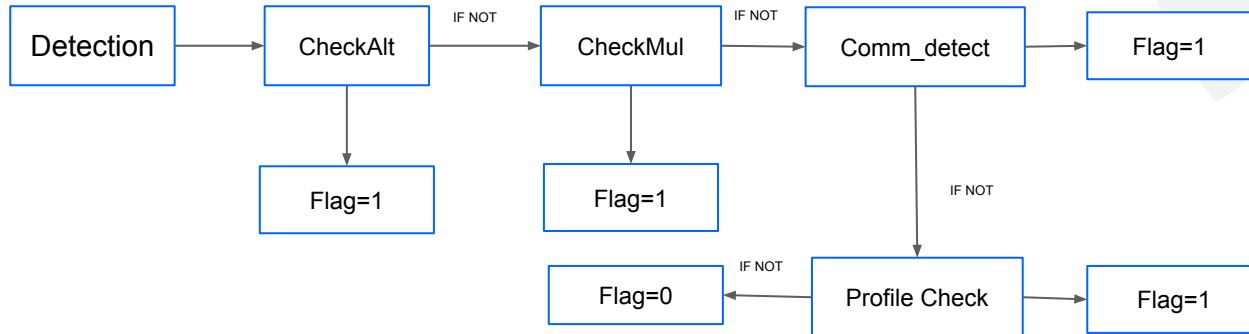 IF NOT
IF NOT
Detection
CheckAlt
CheckMul
Comm_detect
Flag=1
Flag=1
Flag=1
IF NOT
IF NOT
Flag=0
Profile Check
Flag=1